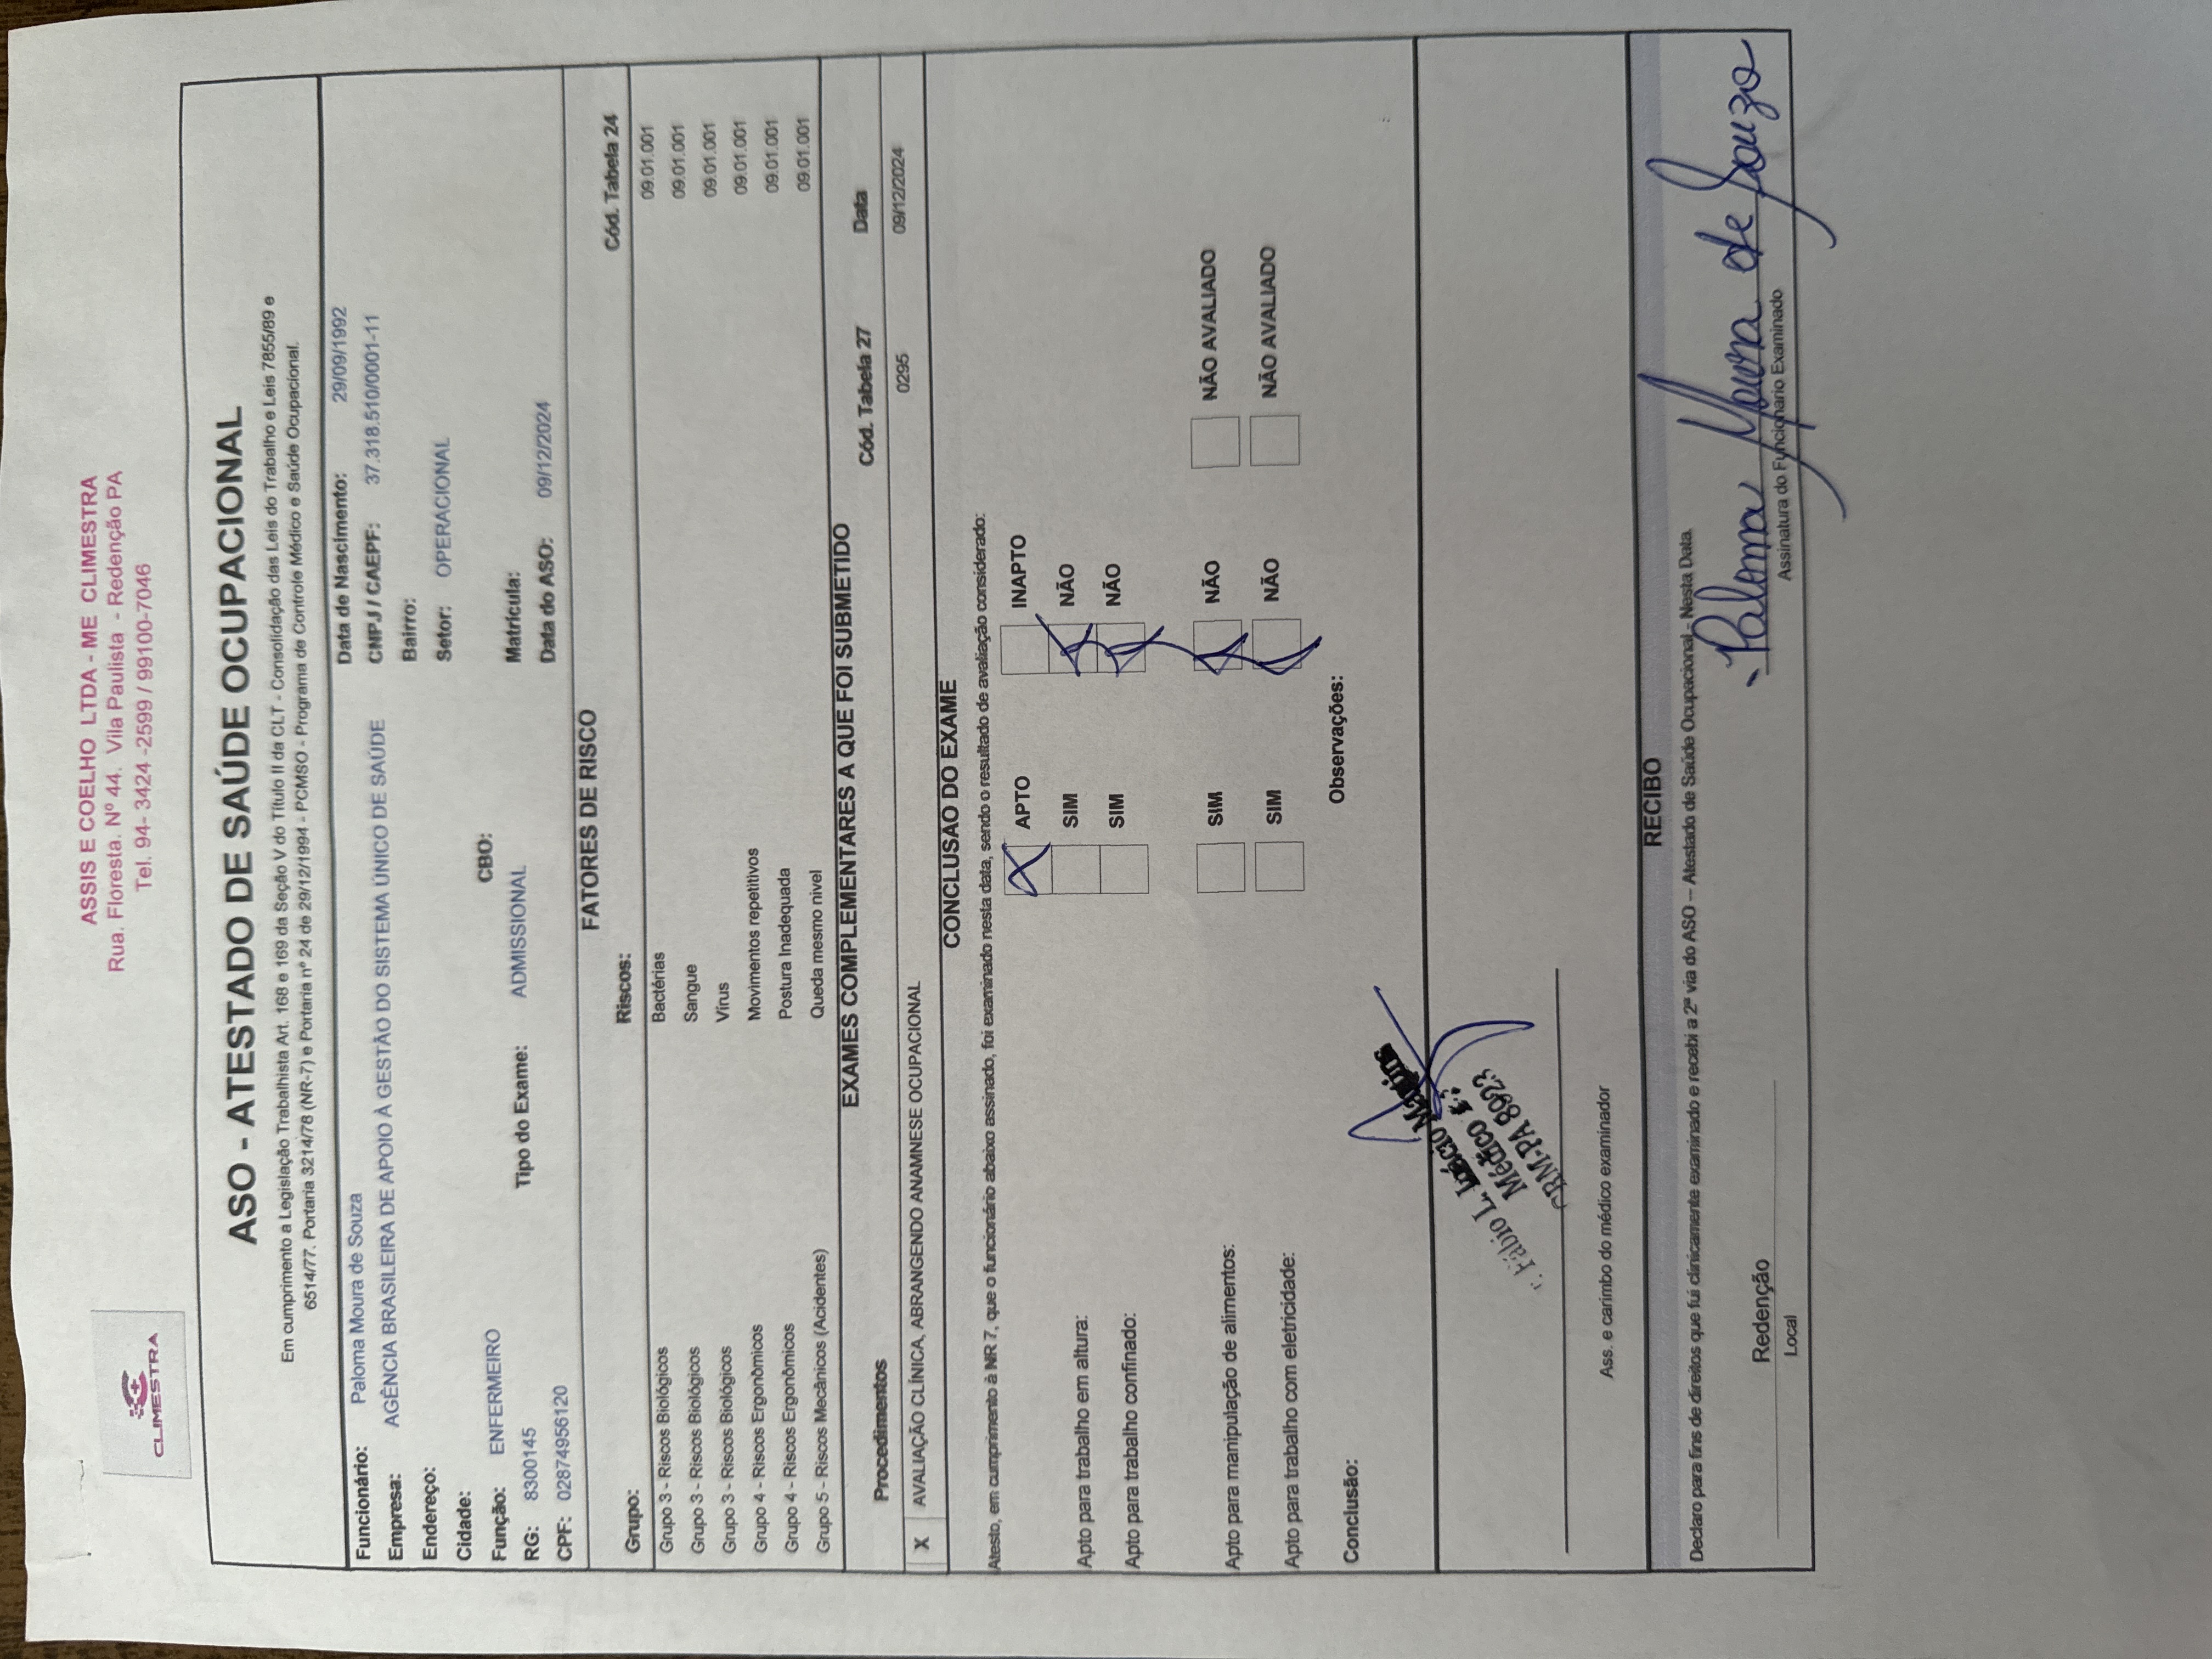 CLIMESTRA
ASSIS E COELHO LTDA - ME CLIMESTRA
Rua. Floresta. Nº 44. Vila Paulista - Redenção PA
Tel. 94- 3424 -2599 / 99100-7046
ASO - ATESTADO DE SAÚDE OCUPACIONAL
Em cumprimento a Legislação Trabalhista Art. 168 e 169 da Seção V do Título II da CLT - Consolidação das Leis do Trabalho e Leis 7855/89 e
6514/77. Portaria 3214/78 (NR-7) e Portaria nº 24 de 29/12/1994 - PCMSO - Programa de Controle Médico e Saúde Ocupacional.
Funcionário: Paloma Moura de Souza Data de Nascimento: 29/09/1992
Empresa: AGÊNCIA BRASILEIRA DE APOIO À GESTÃO DO SISTEMA ÚNICO DE SAÚDE CNPJ / CAEPF: 37.318.510/0001-11
Endereço: Bairro:
Cidade: Setor: OPERACIONAL
Função: ENFERMEIRO CBO:
RG: 8300145 Tipo do Exame: ADMISSIONAL Matrícula:
CPF: 02874956120 Data do ASO: 09/12/2024
FATORES DE RISCO
Grupo: Riscos: Cód. Tabela 24
Grupo 3 - Riscos Biológicos Bactérias 09.01.001
Grupo 3 - Riscos Biológicos Sangue 09.01.001
Grupo 3 - Riscos Biológicos Vírus 09.01.001
Grupo 4 - Riscos Ergonômicos Movimentos repetitivos 09.01.001
Grupo 4 - Riscos Ergonômicos Postura Inadequada 09.01.001
Grupo 5 - Riscos Mecânicos (Acidentes) Queda mesmo nivel 09.01.001
EXAMES COMPLEMENTARES A QUE FOI SUBMETIDO
Procedimentos Cód. Tabela 27 Data
X AVALIAÇÃO CLÍNICA, ABRANGENDO ANAMNESE OCUPACIONAL 0295 09/12/2024
CONCLUSAO DO EXAME
Atesto, em cumprimento à NR 7, que o funcionário abaixo assinado, foi examinado nesta data, sendo o resultado de avaliação considerado:
X APTO INAPTO
Apto para trabalho em altura: SIM X NÃO
Apto para trabalho confinado: SIM X NÃO
Apto para manipulação de alimentos: SIM X NÃO NÃO AVALIADO
Apto para trabalho com eletricidade: SIM X NÃO NÃO AVALIADO
Conclusão: Observações:
Fábio L. Inácio Martins
Médico
CRM-PA 8923
Ass. e carimbo do médico examinador
RECIBO
Declaro para fins de direitos que fui clinicamente examinado e recebi a 2ª via do ASO – Atestado de Saúde Ocupacional - Nesta Data.
Paloma Moura de Souza
Redenção
Local
Assinatura do Funcionário Examinado